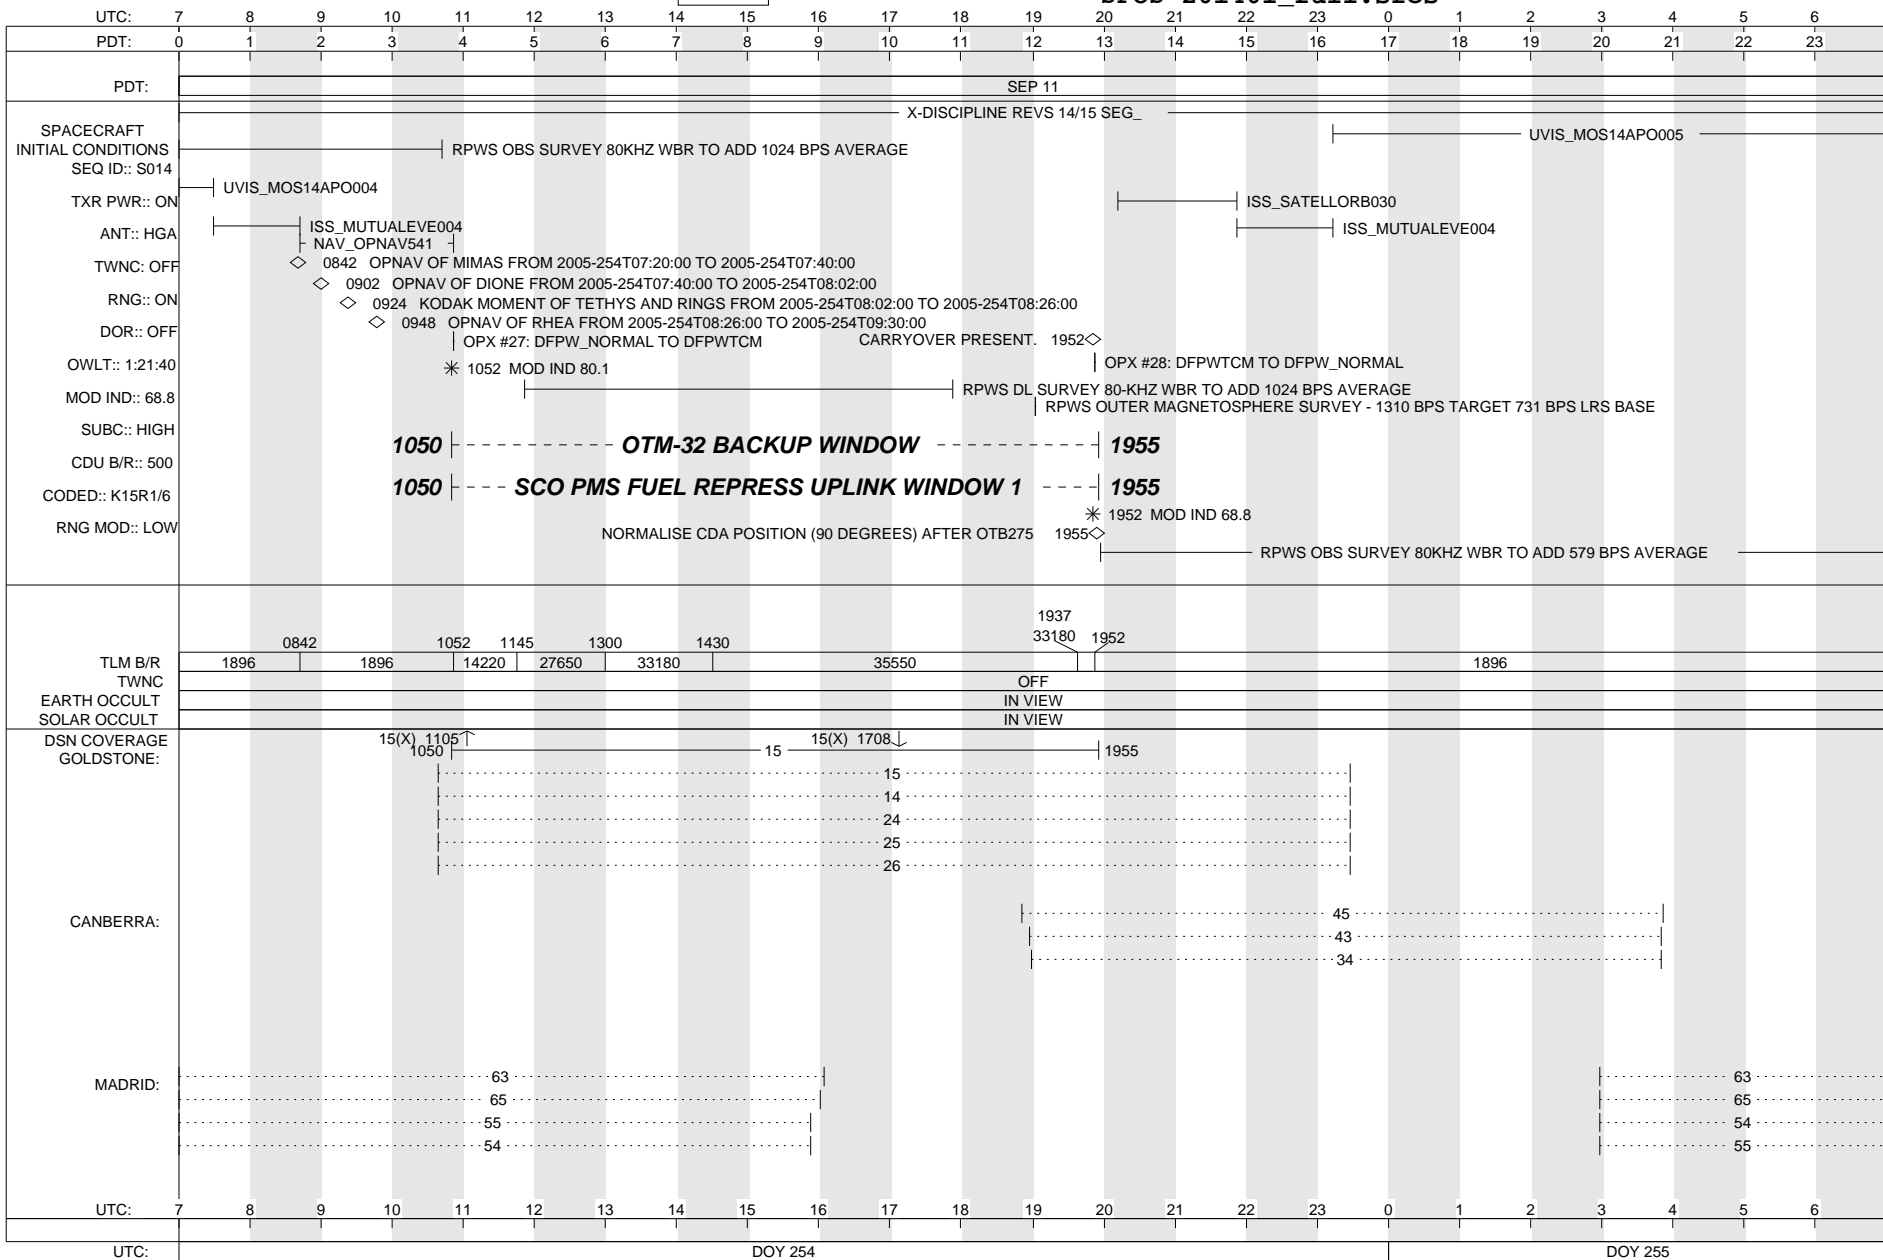 UTC: 7 8 9 10 11 12 13 14 15 16 17 18 19 20 21 22 23 0 1 2 3 4 5 6
PDT: 0 1 2 3 4 5 6 7 8 9 10 11 12 13 14 15 16 17 18 19 20 21 22 23
PDT: SEP 11
X-DISCIPLINE REVS 14/15 SEG_
SPACECRAFT
UVIS_MOS14APO005
INITIAL CONDITIONS
RPWS OBS SURVEY 80KHZ WBR TO ADD 1024 BPS AVERAGE
SEQ ID:: S014
UVIS_MOS14APO004
TXR PWR:: ON
ISS_SATELLORB030
ISS_MUTUALEVE004
ISS_MUTUALEVE004
ANT:: HGA
NAV_OPNAV541
TWNC: OFF
0842 OPNAV OF MIMAS FROM 2005-254T07:20:00 TO 2005-254T07:40:00
0902 OPNAV OF DIONE FROM 2005-254T07:40:00 TO 2005-254T08:02:00
RNG:: ON
0924 KODAK MOMENT OF TETHYS AND RINGS FROM 2005-254T08:02:00 TO 2005-254T08:26:00
0948 OPNAV OF RHEA FROM 2005-254T08:26:00 TO 2005-254T09:30:00
DOR:: OFF
OPX #27: DFPW_NORMAL TO DFPWTCM
CARRYOVER PRESENT. 1952
OWLT:: 1:21:40
OPX #28: DFPWTCM TO DFPW_NORMAL
1052 MOD IND 80.1
MOD IND:: 68.8
RPWS DL SURVEY 80-KHZ WBR TO ADD 1024 BPS AVERAGE
RPWS OUTER MAGNETOSPHERE SURVEY - 1310 BPS TARGET 731 BPS LRS BASE
SUBC:: HIGH
1050 OTM-32 BACKUP WINDOW 1955
CDU B/R:: 500
1050 SCO PMS FUEL REPRESS UPLINK WINDOW 1 1955
CODED:: K15R1/6
1952 MOD IND 68.8
RNG MOD:: LOW
NORMALISE CDA POSITION (90 DEGREES) AFTER OTB275 1955
RPWS OBS SURVEY 80KHZ WBR TO ADD 579 BPS AVERAGE
1937
0842 1052 1145 1300 1430 33180 1952
TLM B/R 1896 1896 14220 27650 33180 35550 1896
TWNC OFF
EARTH OCCULT IN VIEW
SOLAR OCCULT IN VIEW
DSN COVERAGE 15(X) 1105 15(X) 1708
GOLDSTONE: 1050 15 1955
15
14
24
25
26
CANBERRA: 45
43
34
MADRID: 63 63
65 65
55 54
54 55
UTC: 7 8 9 10 11 12 13 14 15 16 17 18 19 20 21 22 23 0 1 2 3 4 5 6
UTC: DOY 254 DOY 255